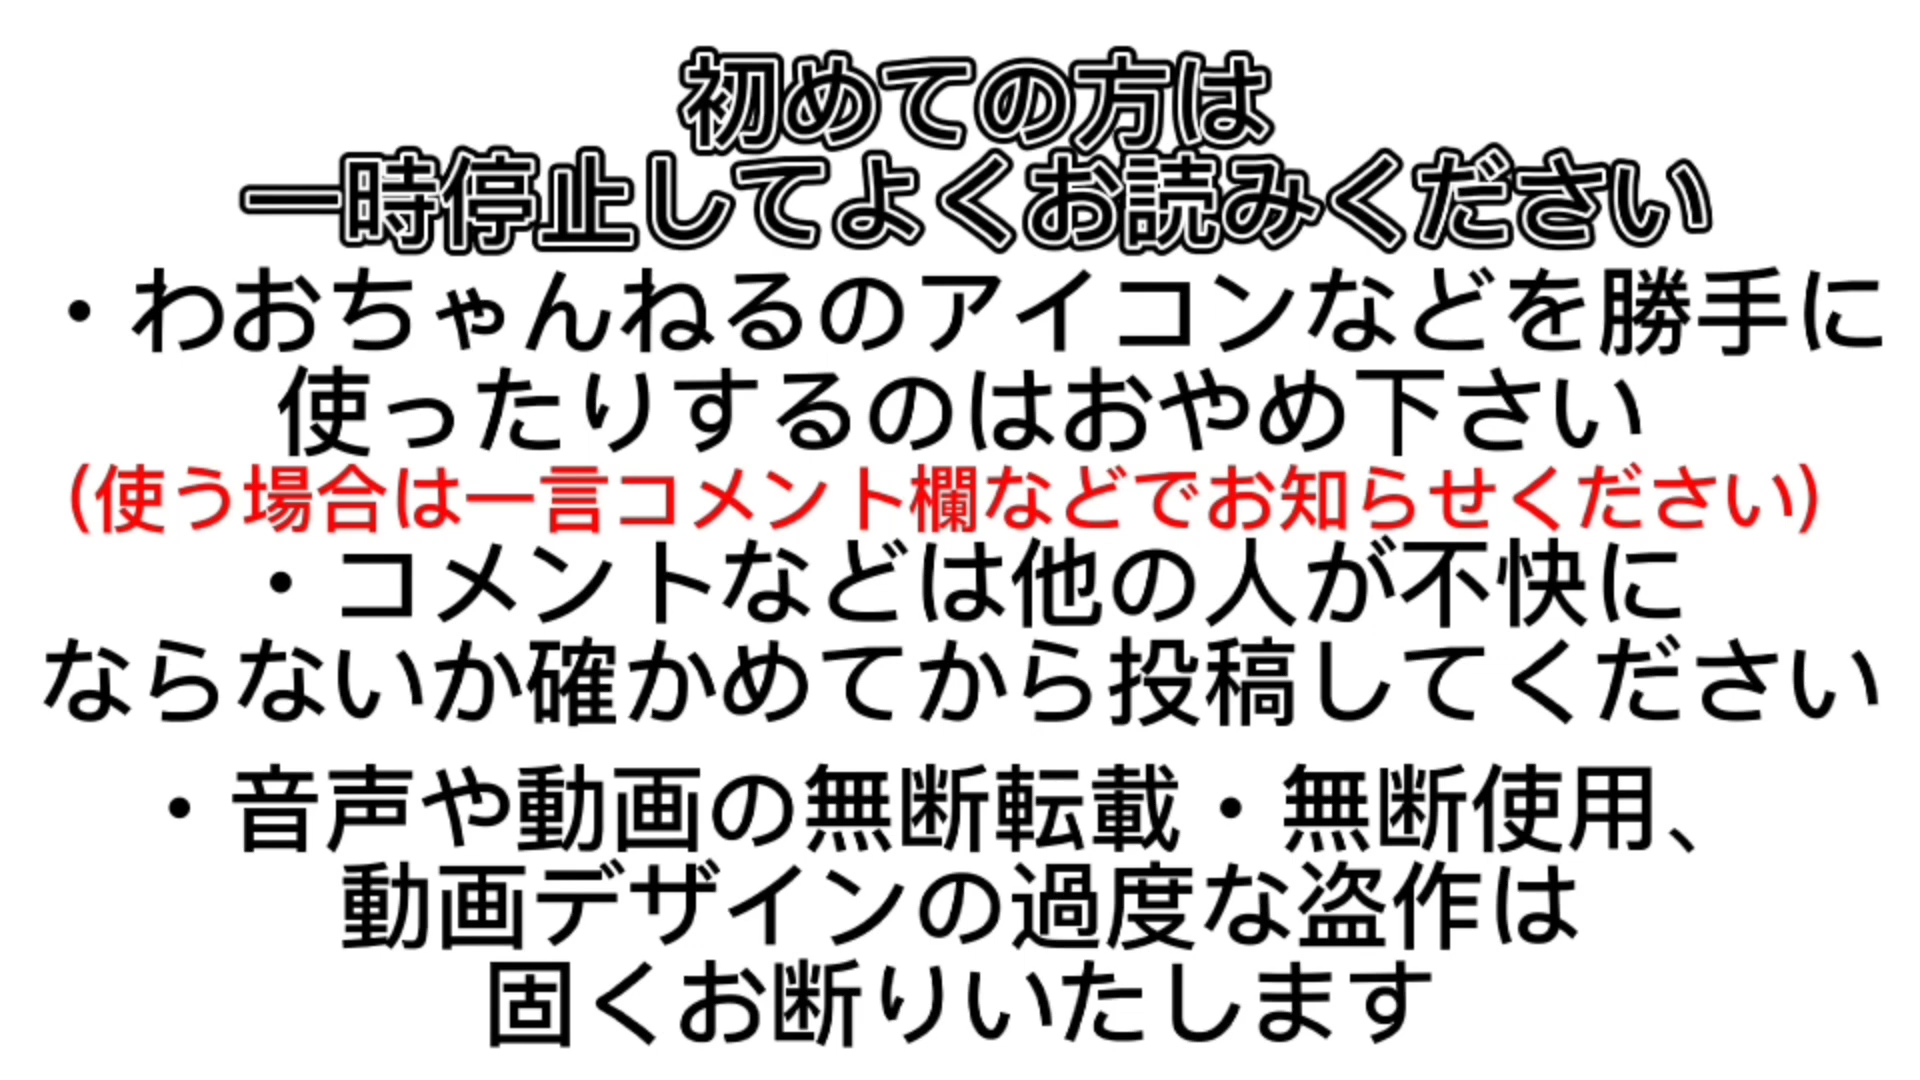 初めての方は
一時停止してよくお読みください
・わおちゃんねるのアイコンなどを勝手に
使ったりするのはおやめ下さい
(使う場合は一言コメント欄などでお知らせください)
・コメントなどは他の人が不快に
ならないか確かめてから投稿してください
・音声や動画の無断転載・無断使用、
動画デザインの過度な盗作は
固くお断りいたします